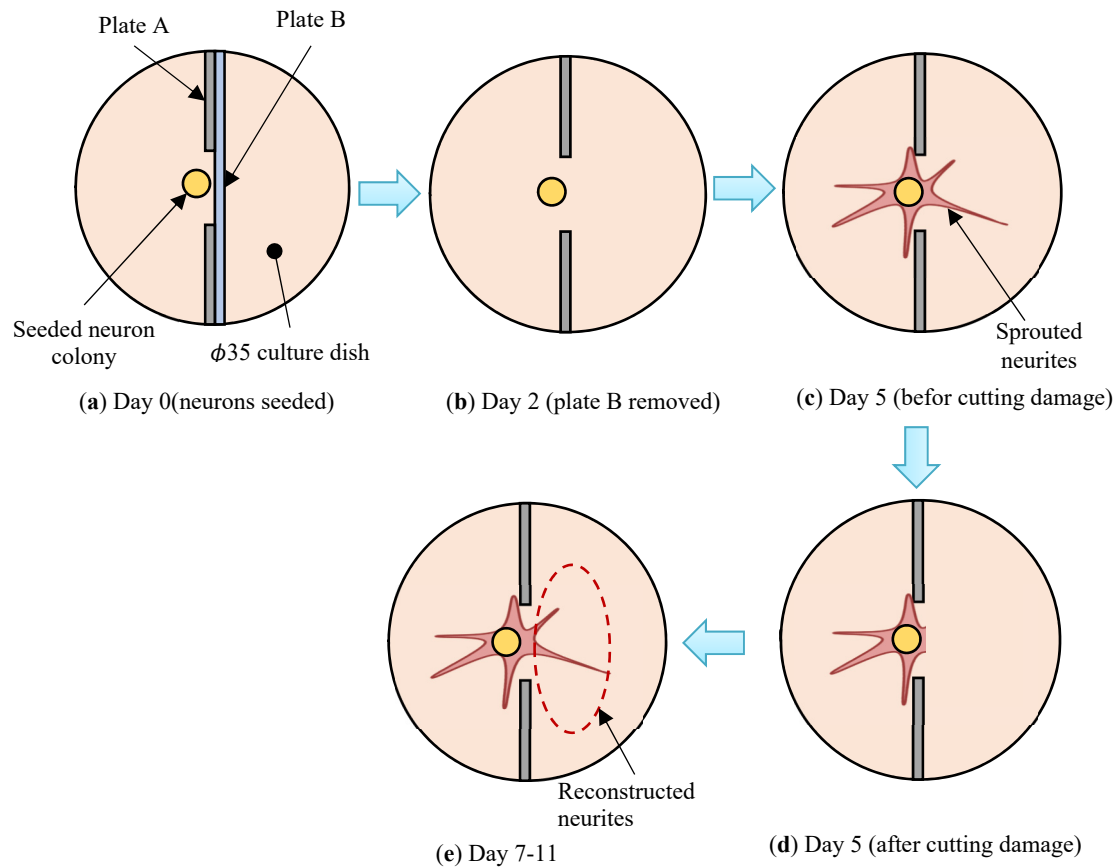 Plate A
Plate B
Seeded neuron
colony
ϕ35 culture dish
(a) Day 0(neurons seeded)
(b) Day 2 (plate B removed)
Sprouted
neurites
(c) Day 5 (befor cutting damage)
Reconstructed
neurites
(e) Day 7-11
(d) Day 5 (after cutting damage)